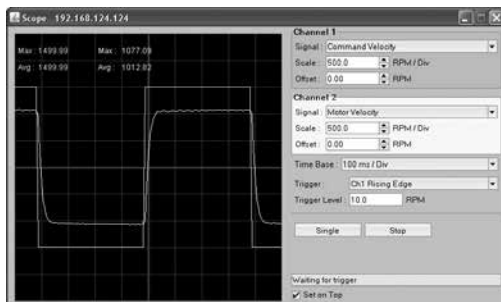 Scope 192.168.124.124
Max : 1499.99 Max : 1077.09
Avg : 1499.99 Avg : 1012.82
Channel 1
Signal : Command Velocity
Scale : 500.0 RPM / Div
Offset : 0.00 RPM
Channel 2
Signal : Motor Velocity
Scale : 500.0 RPM / Div
Offset : 0.00 RPM
Time Base : 100 ms / Div
Trigger : Ch1 Rising Edge
Trigger Level : 10.0 RPM
Single Stop
Waiting for trigger
Set on Top